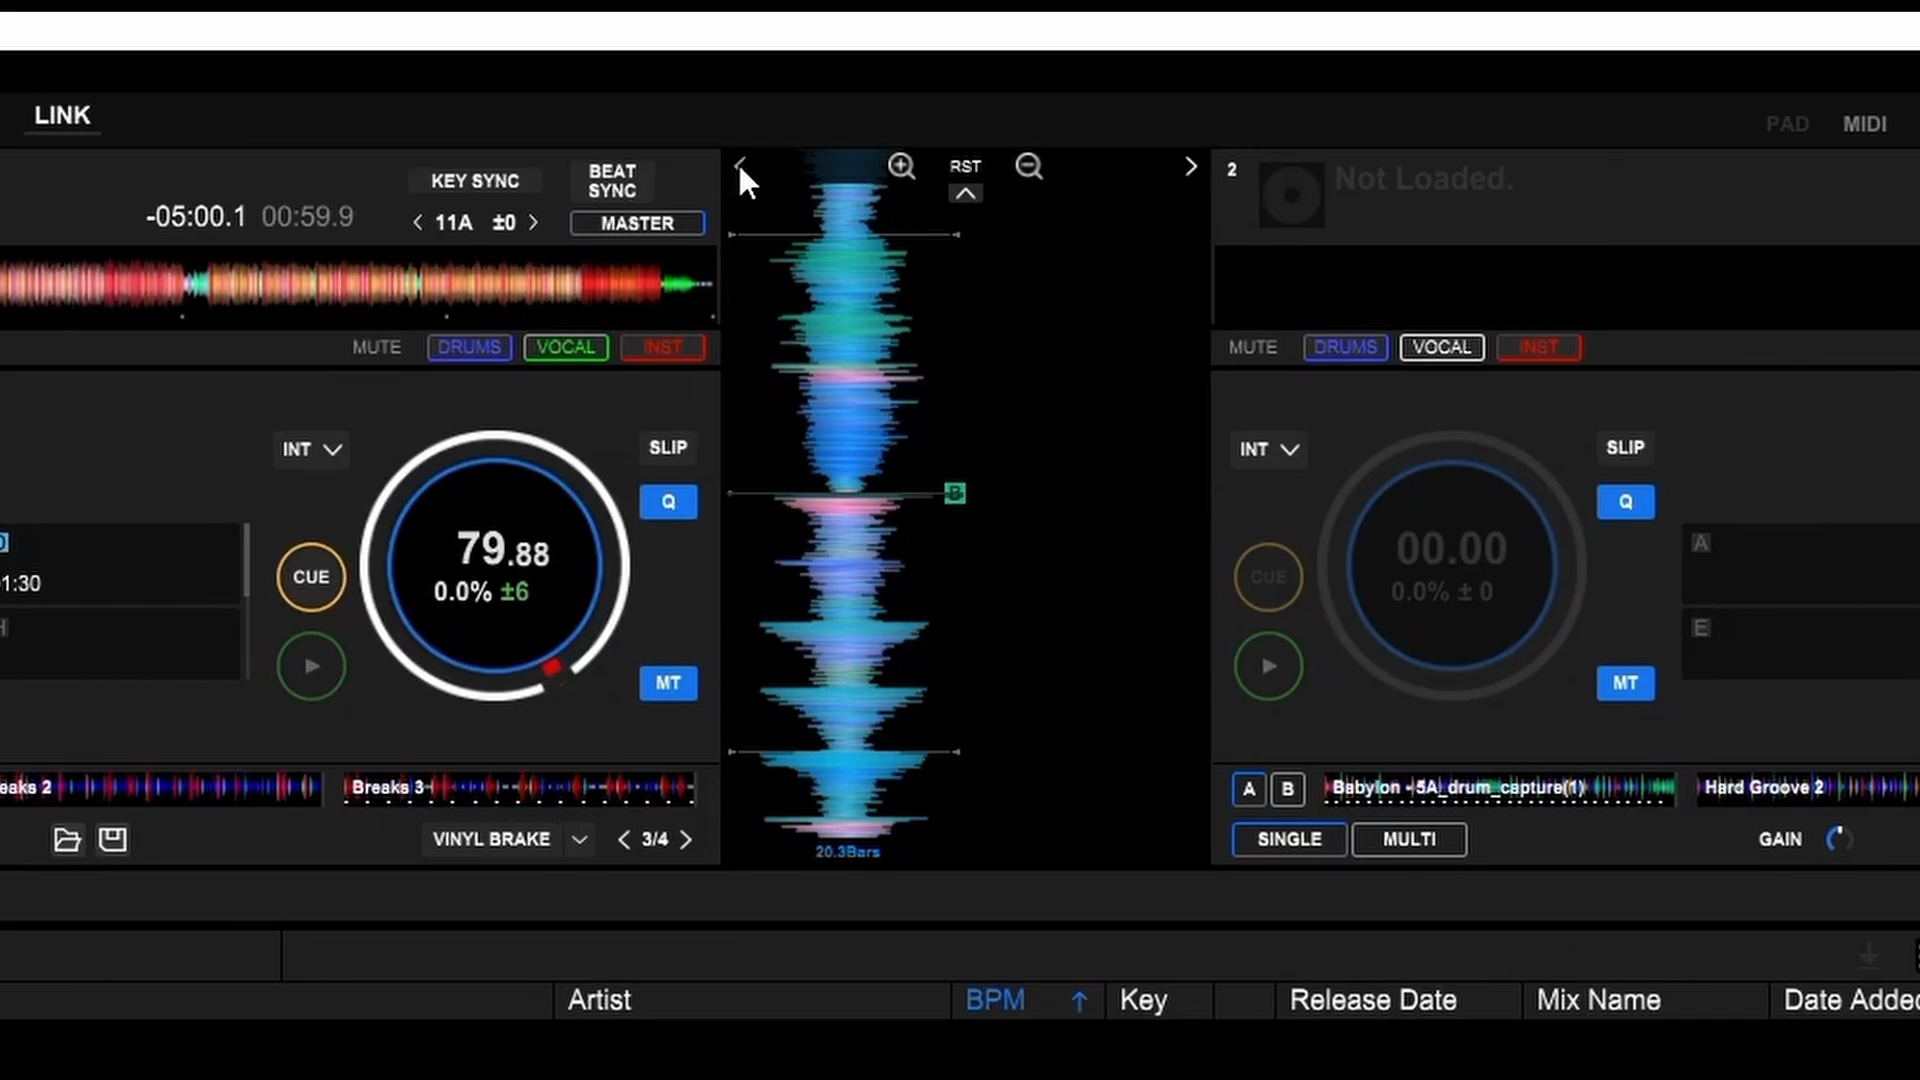 LINK
PAD MIDI
KEY SYNC
BEAT SYNC
-05:00.1 00:59.9
11A ±0
MASTER
RST
2
Not Loaded.
MUTE DRUMS VOCAL INST
MUTE DRUMS VOCAL INST
INT
SLIP
Q
79.88
0.0% ±6
CUE
1:30
MT
B
INT
SLIP
Q
00.00
0.0% ± 0
CUE
MT
A
E
eaks 2
Breaks 3
VINYL BRAKE
3/4
20.3Bars
A B
Babylon - 5A_drum_capture(1)
Hard Groove 2
SINGLE MULTI
GAIN
Artist BPM Key Release Date Mix Name Date Added